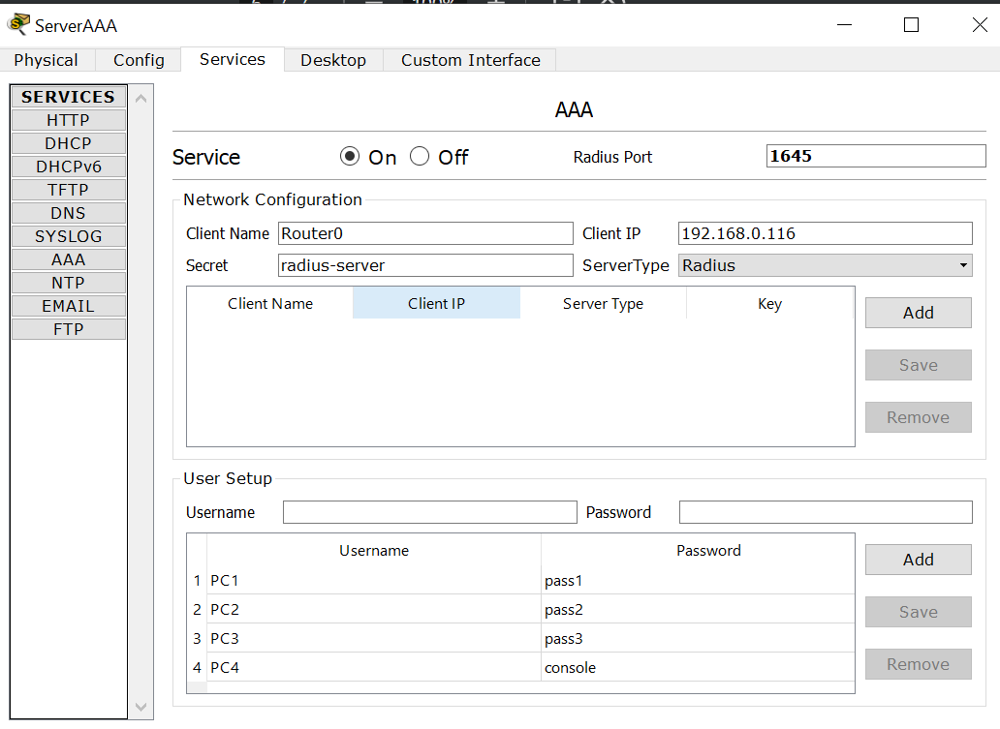 ServerAAA
Physical Config Services Desktop Custom Interface
SERVICES
HTTP
DHCP
DHCPv6
TFTP
DNS
SYSLOG
AAA
NTP
EMAIL
FTP
AAA
Service On Off Radius Port 1645
Network Configuration
Client Name Router0 Client IP 192.168.0.116
Secret radius-server ServerType Radius
Client Name Client IP Server Type Key
Add
Save
Remove
User Setup
Username Password
Username Password
1 PC1 pass1
2 PC2 pass2
3 PC3 pass3
4 PC4 console
Add
Save
Remove